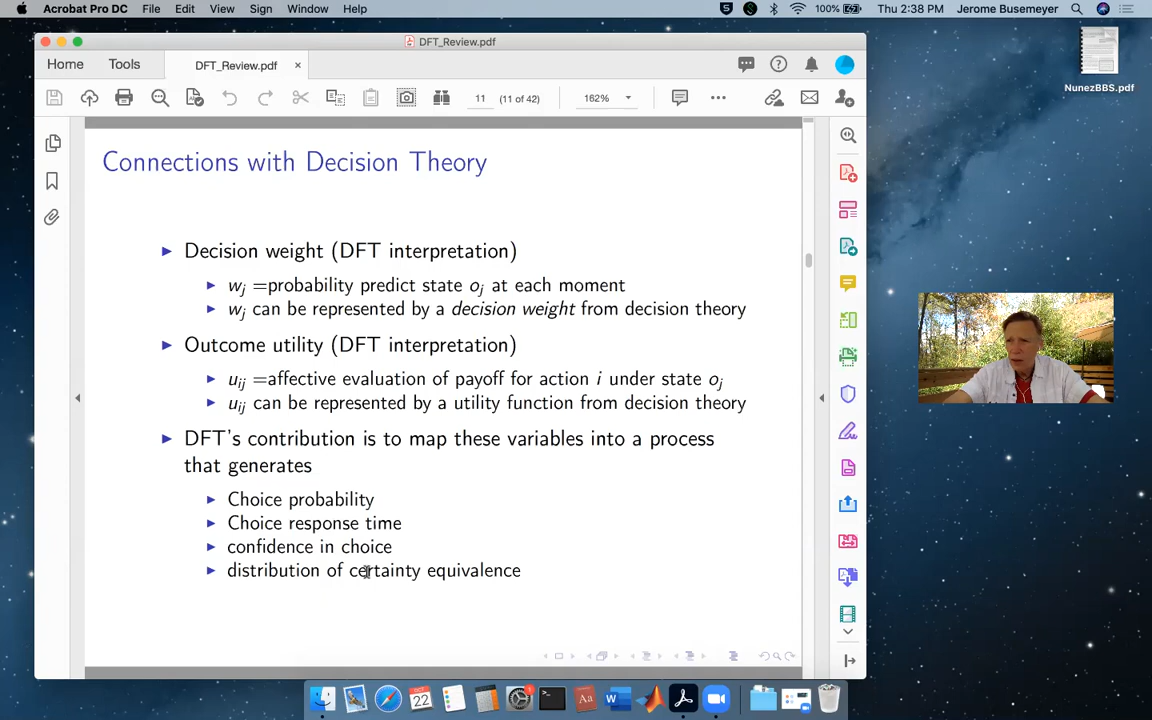 Acrobat Pro DC File Edit View Sign Window Help 100% Thu 2:38 PM Jerome Busemeyer
DFT_Review.pdf
Home Tools DFT_Review.pdf ×
11 (11 of 42) 162%
NunezBBS.pdf
Connections with Decision Theory
Decision weight (DFT interpretation)
wj =probability predict state oj at each moment
wj can be represented by a decision weight from decision theory
Outcome utility (DFT interpretation)
uij =affective evaluation of payoff for action i under state oj
uij can be represented by a utility function from decision theory
DFT's contribution is to map these variables into a process
that generates
Choice probability
Choice response time
confidence in choice
distribution of certainty equivalence
OCT
22
Aa